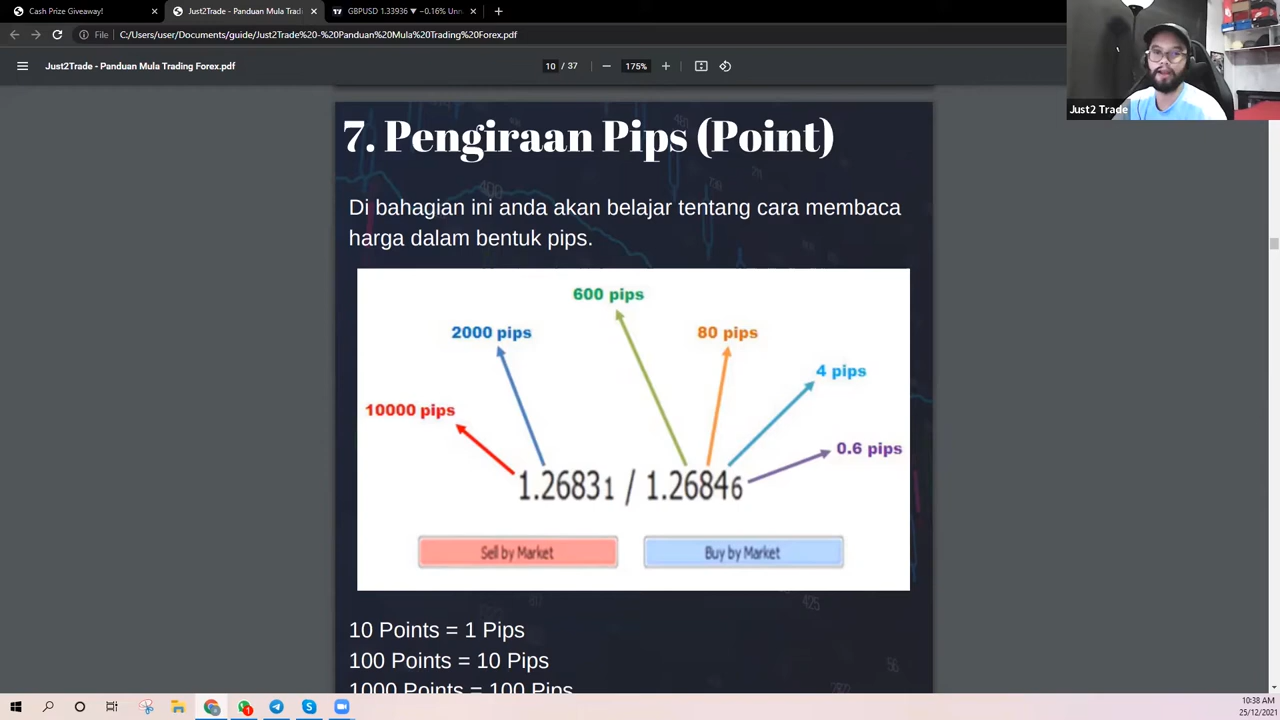 Cash Prize Giveaway!
Just2Trade - Panduan Mula Tradi
GBPUSD 1.33936 ▼ −0.16% Unn
File
C:/Users/user/Documents/guide/Just2Trade%20-%20Panduan%20Mula%20Trading%20Forex.pdf
Just2Trade - Panduan Mula Trading Forex.pdf
10 / 37
175%
Just2 Trade
7. Pengiraan Pips (Point)
Di bahagian ini anda akan belajar tentang cara membaca
harga dalam bentuk pips.
600 pips
2000 pips
80 pips
4 pips
10000 pips
0.6 pips
1.26831 / 1.26846
Sell by Market
Buy by Market
10 Points = 1 Pips
100 Points = 10 Pips
1000 Points = 100 Pips
10:38 AM
25/12/2021